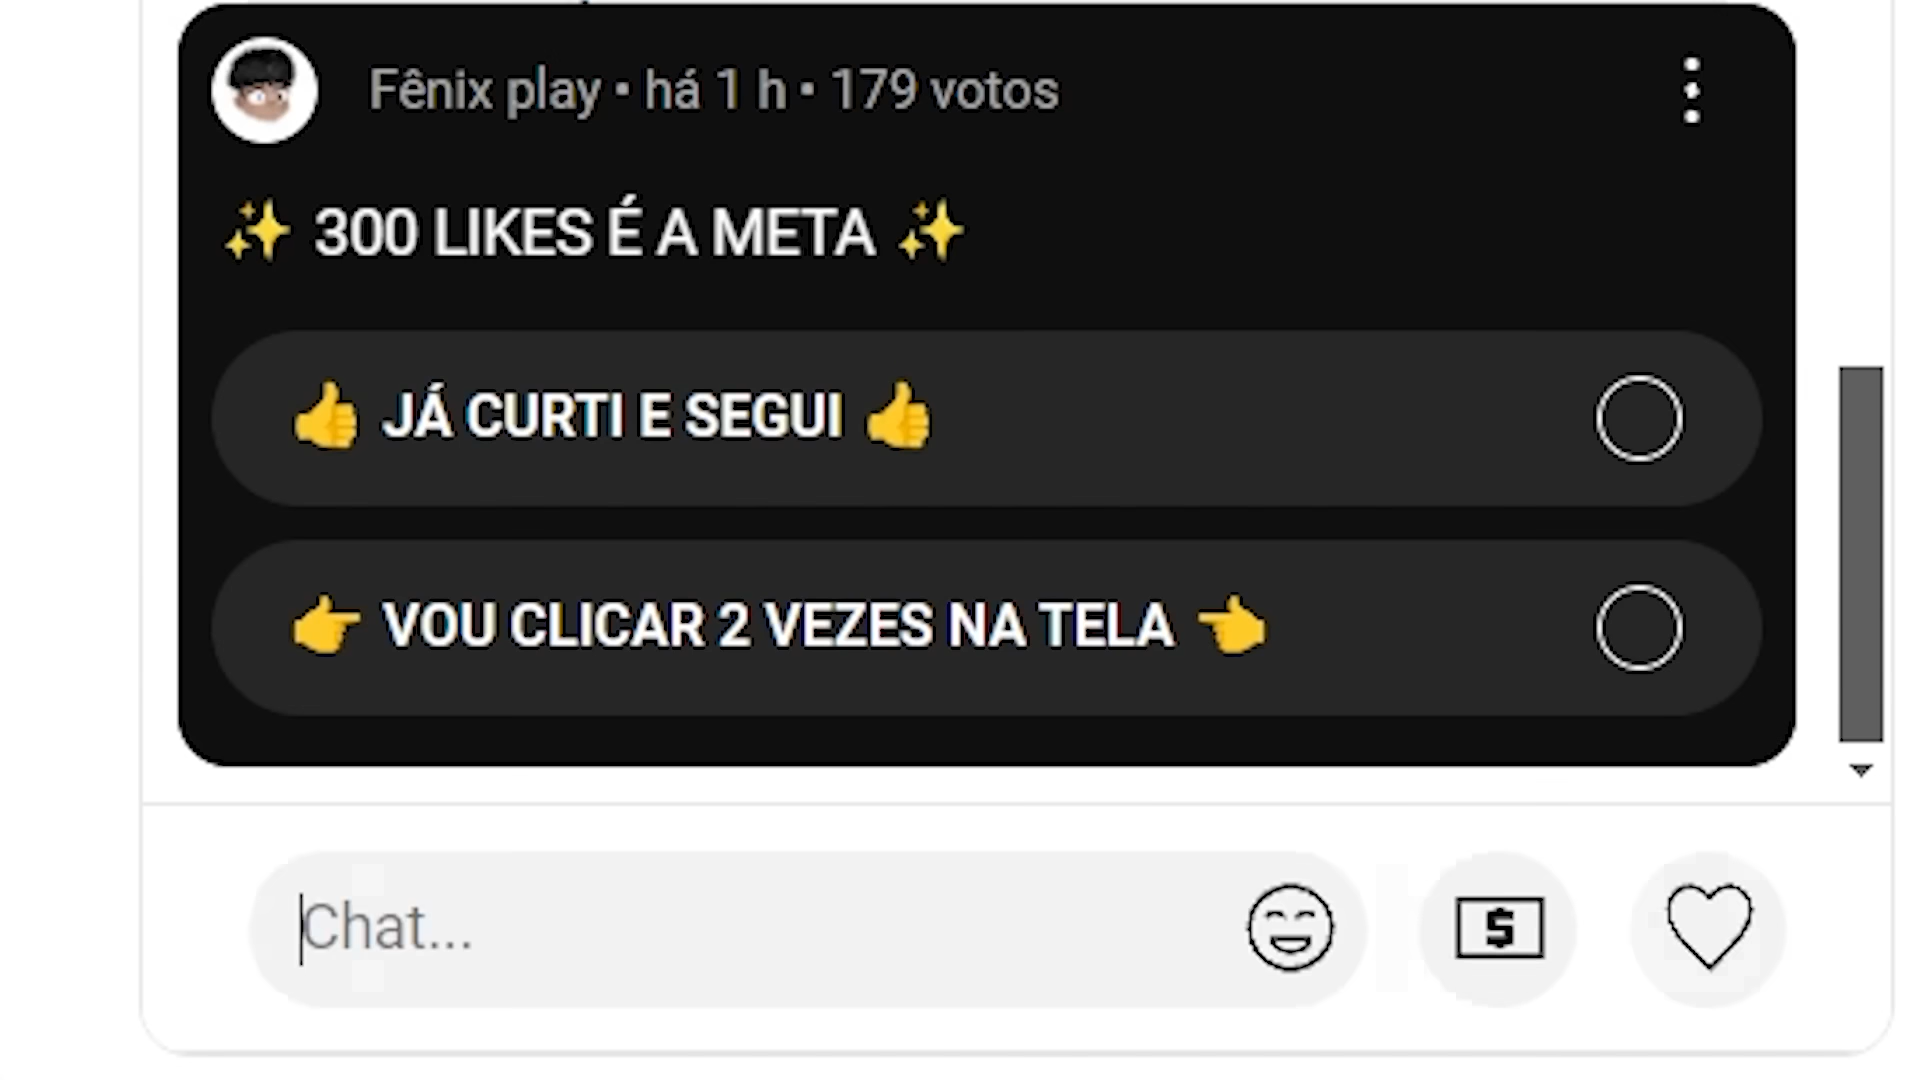 Fênix play • há 1 h • 179 votos
✨ 300 LIKES É A META ✨
👍 JÁ CURTI E SEGUI 👍
👉 VOU CLICAR 2 VEZES NA TELA 👈
Chat...